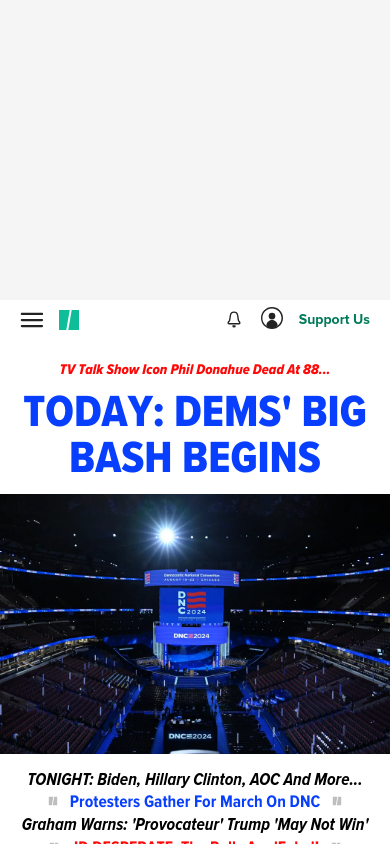 Support Us
TV Talk Show Icon Phil Donahue Dead At 88...
TODAY: DEMS' BIG
BASH BEGINS
Democratic National Convention
DNC
2024
DNC 2024
DNC 2024
TONIGHT: Biden, Hillary Clinton, AOC And More...
Protesters Gather For March On DNC
Graham Warns: 'Provocateur' Trump 'May Not Win'